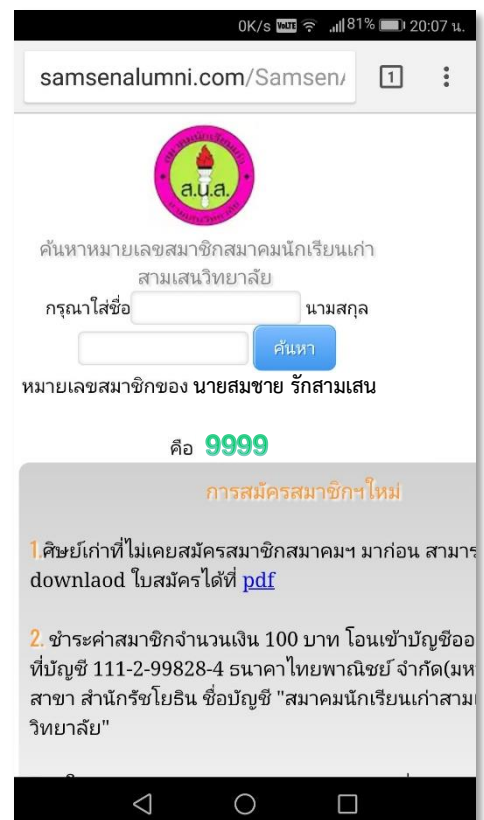 0K/s VoLTE 81% 20:07 น.
samsenalumni.com/Samsen
1
ส.น.ส.
ค้นหาหมายเลขสมาชิกสมาคมนักเรียนเก่า
สามเสนวิทยาลัย
กรุณาใส่ชื่อ นามสกุล
ค้นหา
หมายเลขสมาชิกของ นายสมชาย รักสามเสน
คือ 9999
การสมัครสมาชิกฯใหม่
1.ศิษย์เก่าที่ไม่เคยสมัครสมาชิกสมาคมฯ มาก่อน สามาร
downlaod ใบสมัครได้ที่ pdf
2. ชำระค่าสมาชิกจำนวนเงิน 100 บาท โอนเข้าบัญชีออ
ที่บัญชี 111-2-99828-4 ธนาคาไทยพาณิชย์ จำกัด(มห
สาขา สำนักรัชโยธิน ชื่อบัญชี "สมาคมนักเรียนเก่าสาม
วิทยาลัย"